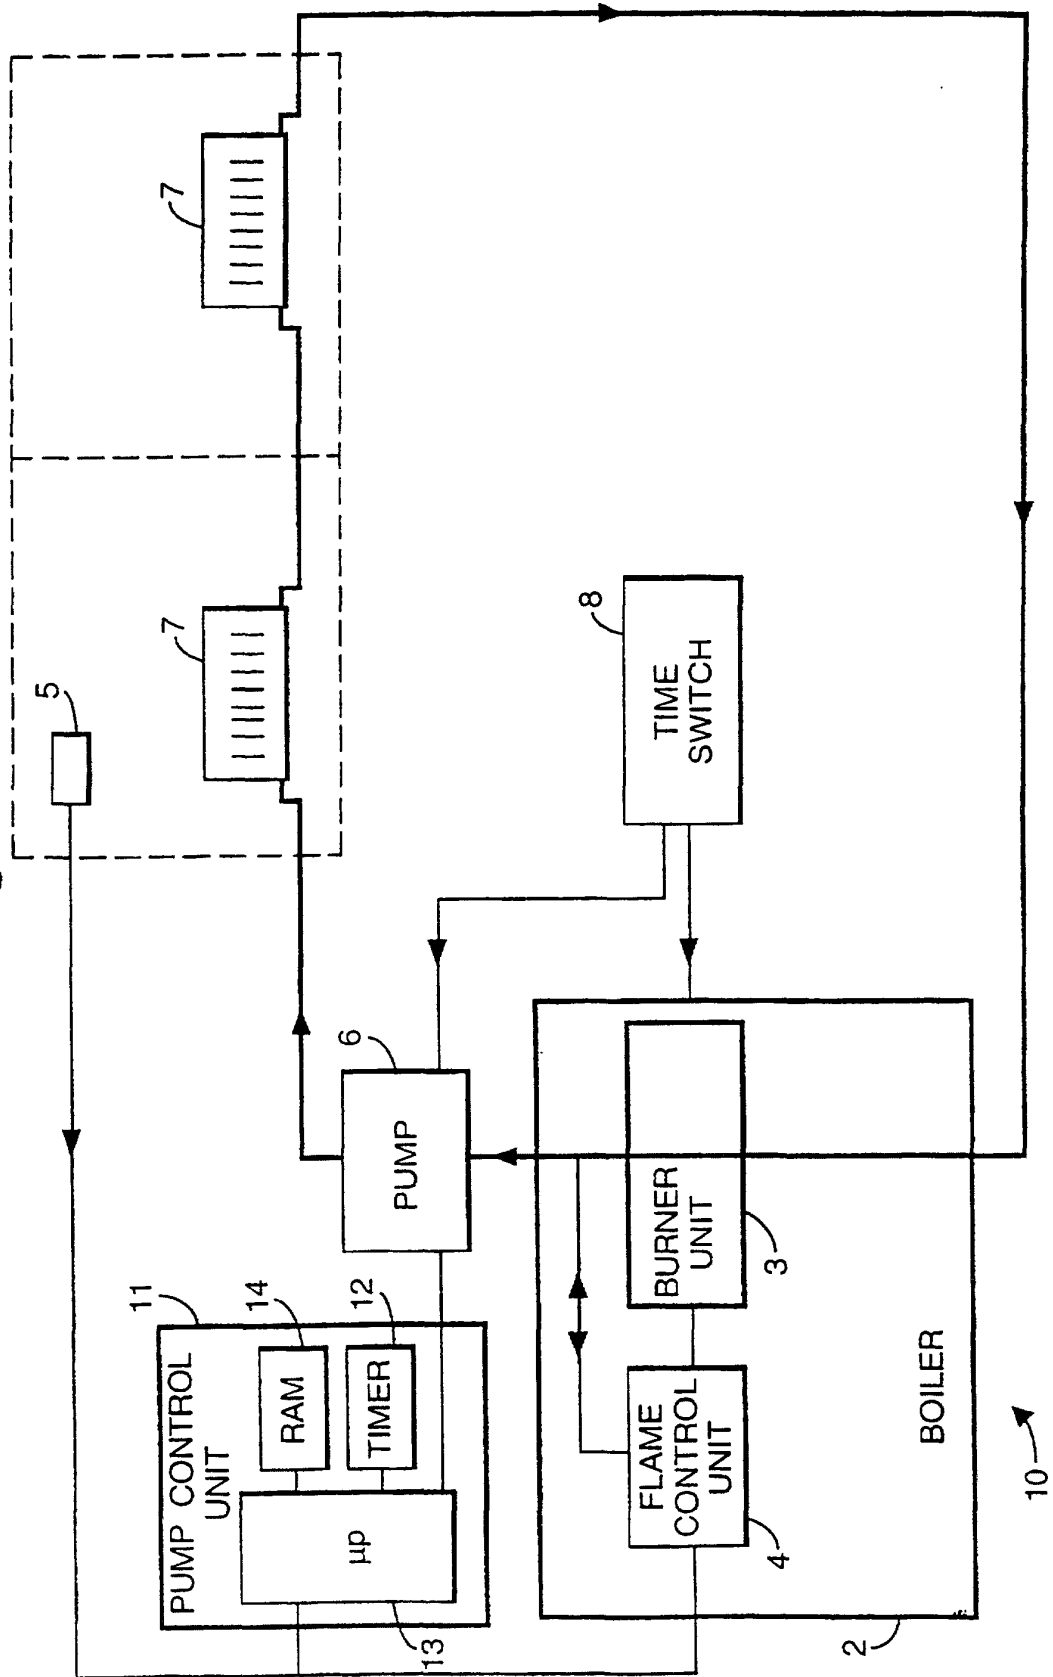 5
7
7
PUMP CONTROL
UNIT
11
RAM
14
TIMER
12
µp
13
PUMP
6
TIME
SWITCH
8
FLAME
CONTROL
UNIT
4
BURNER
UNIT
3
BOILER
2
10